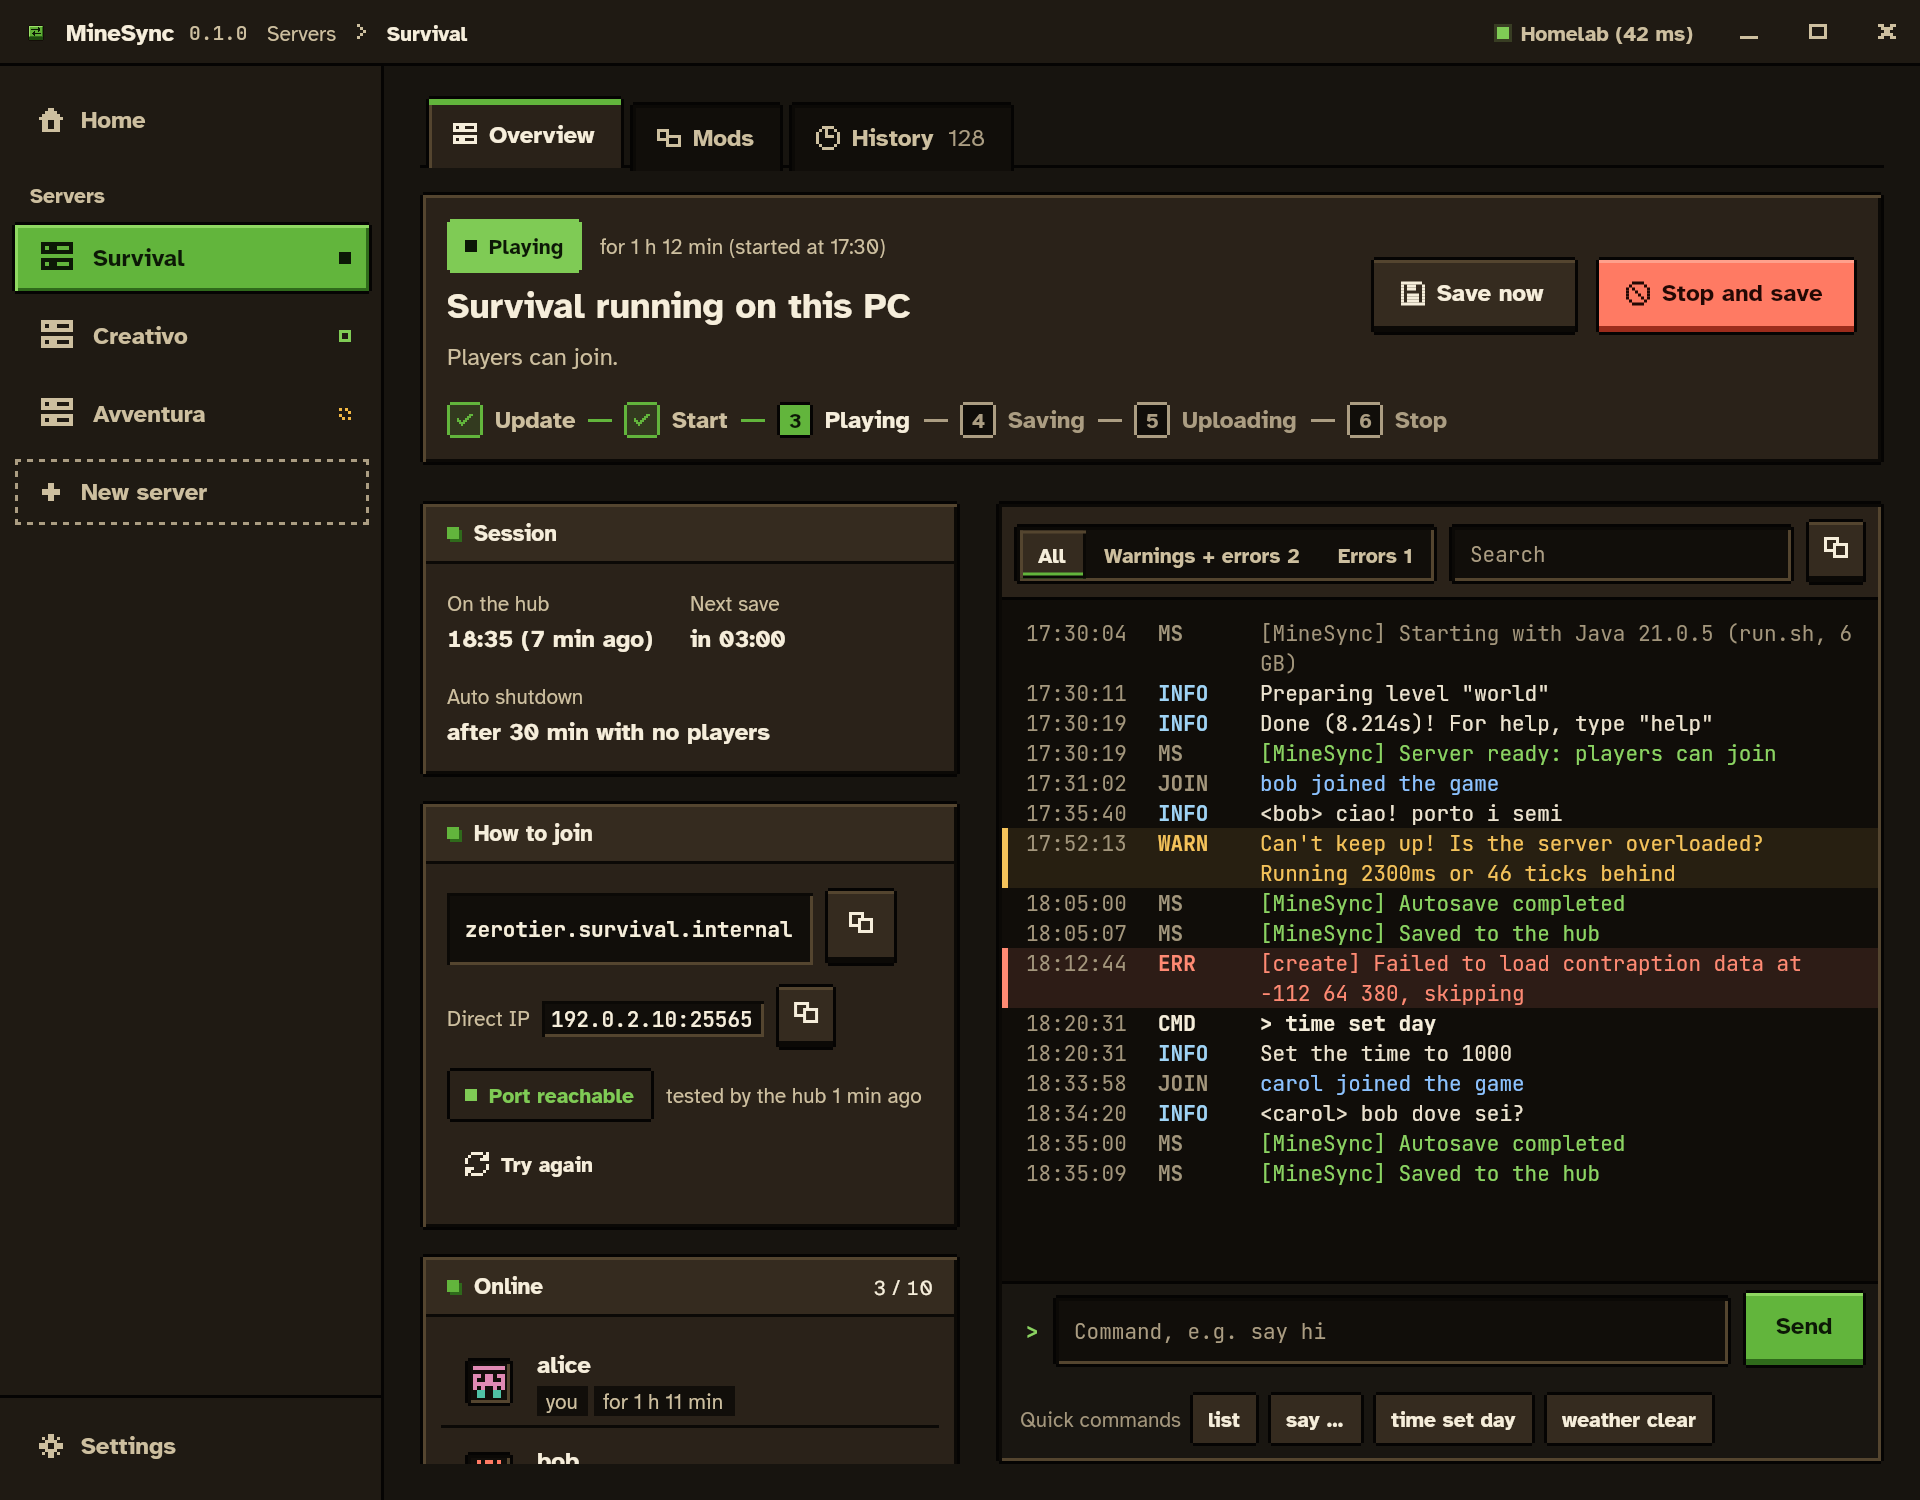 MineSync 0.1.0 Servers Survival
Homelab (42 ms)
Home
Servers
Survival
Creativo
Avventura
New server
Settings
Overview
Mods
History 128
Playing for 1 h 12 min (started at 17:30)
Survival running on this PC
Players can join.
Save now
Stop and save
Update
Start
3 Playing
4 Saving
5 Uploading
6 Stop
Session
On the hub
18:35 (7 min ago)
Next save
in 03:00
Auto shutdown
after 30 min with no players
How to join
zerotier.survival.internal
Direct IP 192.0.2.10:25565
Port reachable tested by the hub 1 min ago
Try again
Online 3 / 10
alice
you for 1 h 11 min
bob
All
Warnings + errors 2
Errors 1
Search
17:30:04 MS [MineSync] Starting with Java 21.0.5 (run.sh, 6
GB)
17:30:11 INFO Preparing level "world"
17:30:19 INFO Done (8.214s)! For help, type "help"
17:30:19 MS [MineSync] Server ready: players can join
17:31:02 JOIN bob joined the game
17:35:40 INFO <bob> ciao! porto i semi
17:52:13 WARN Can't keep up! Is the server overloaded?
Running 2300ms or 46 ticks behind
18:05:00 MS [MineSync] Autosave completed
18:05:07 MS [MineSync] Saved to the hub
18:12:44 ERR [create] Failed to load contraption data at
-112 64 380, skipping
18:20:31 CMD > time set day
18:20:31 INFO Set the time to 1000
18:33:58 JOIN carol joined the game
18:34:20 INFO <carol> bob dove sei?
18:35:00 MS [MineSync] Autosave completed
18:35:09 MS [MineSync] Saved to the hub
> Command, e.g. say hi
Send
Quick commands
list
say ...
time set day
weather clear